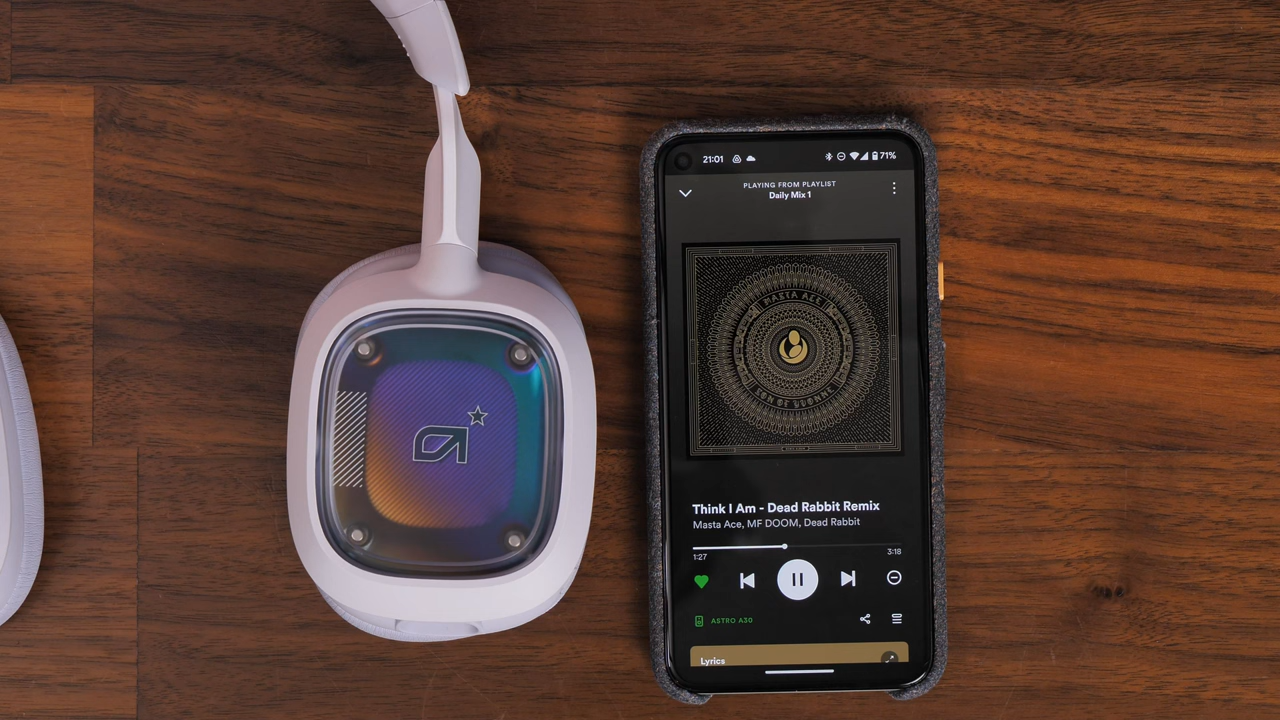 21:01
71%
PLAYING FROM PLAYLIST
Daily Mix 1
MASTA ACE
SON OF YVONNE
Think I Am - Dead Rabbit Remix
Masta Ace, MF DOOM, Dead Rabbit
1:27
3:18
ASTRO A30
Lyrics